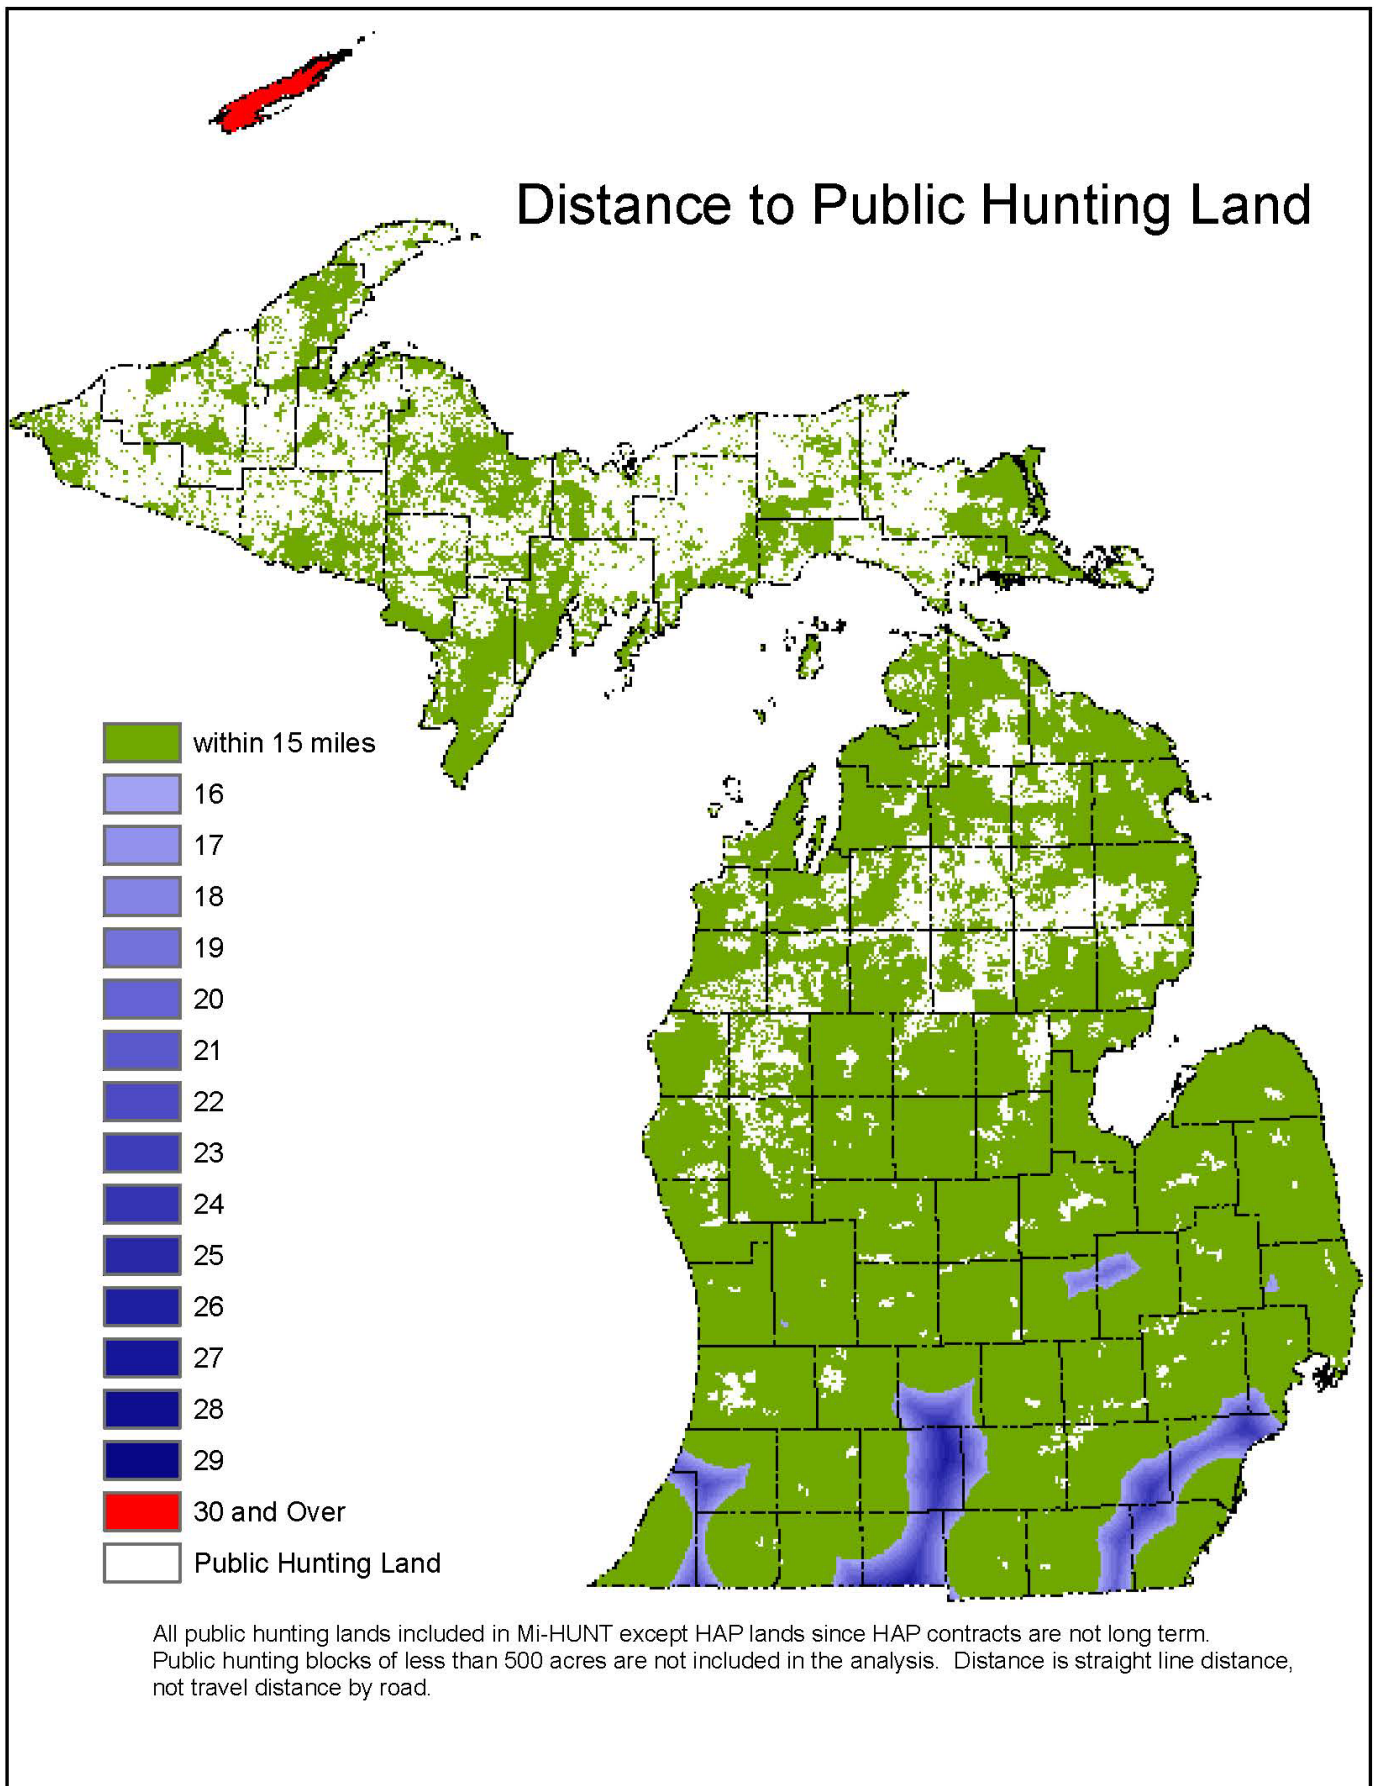 Distance to Public Hunting Land
within 15 miles
16
17
18
19
20
21
22
23
24
25
26
27
28
29
30 and Over
Public Hunting Land
All public hunting lands included in Mi-HUNT except HAP lands since HAP contracts are not long term.
Public hunting blocks of less than 500 acres are not included in the analysis.  Distance is straight line distance,
not travel distance by road.